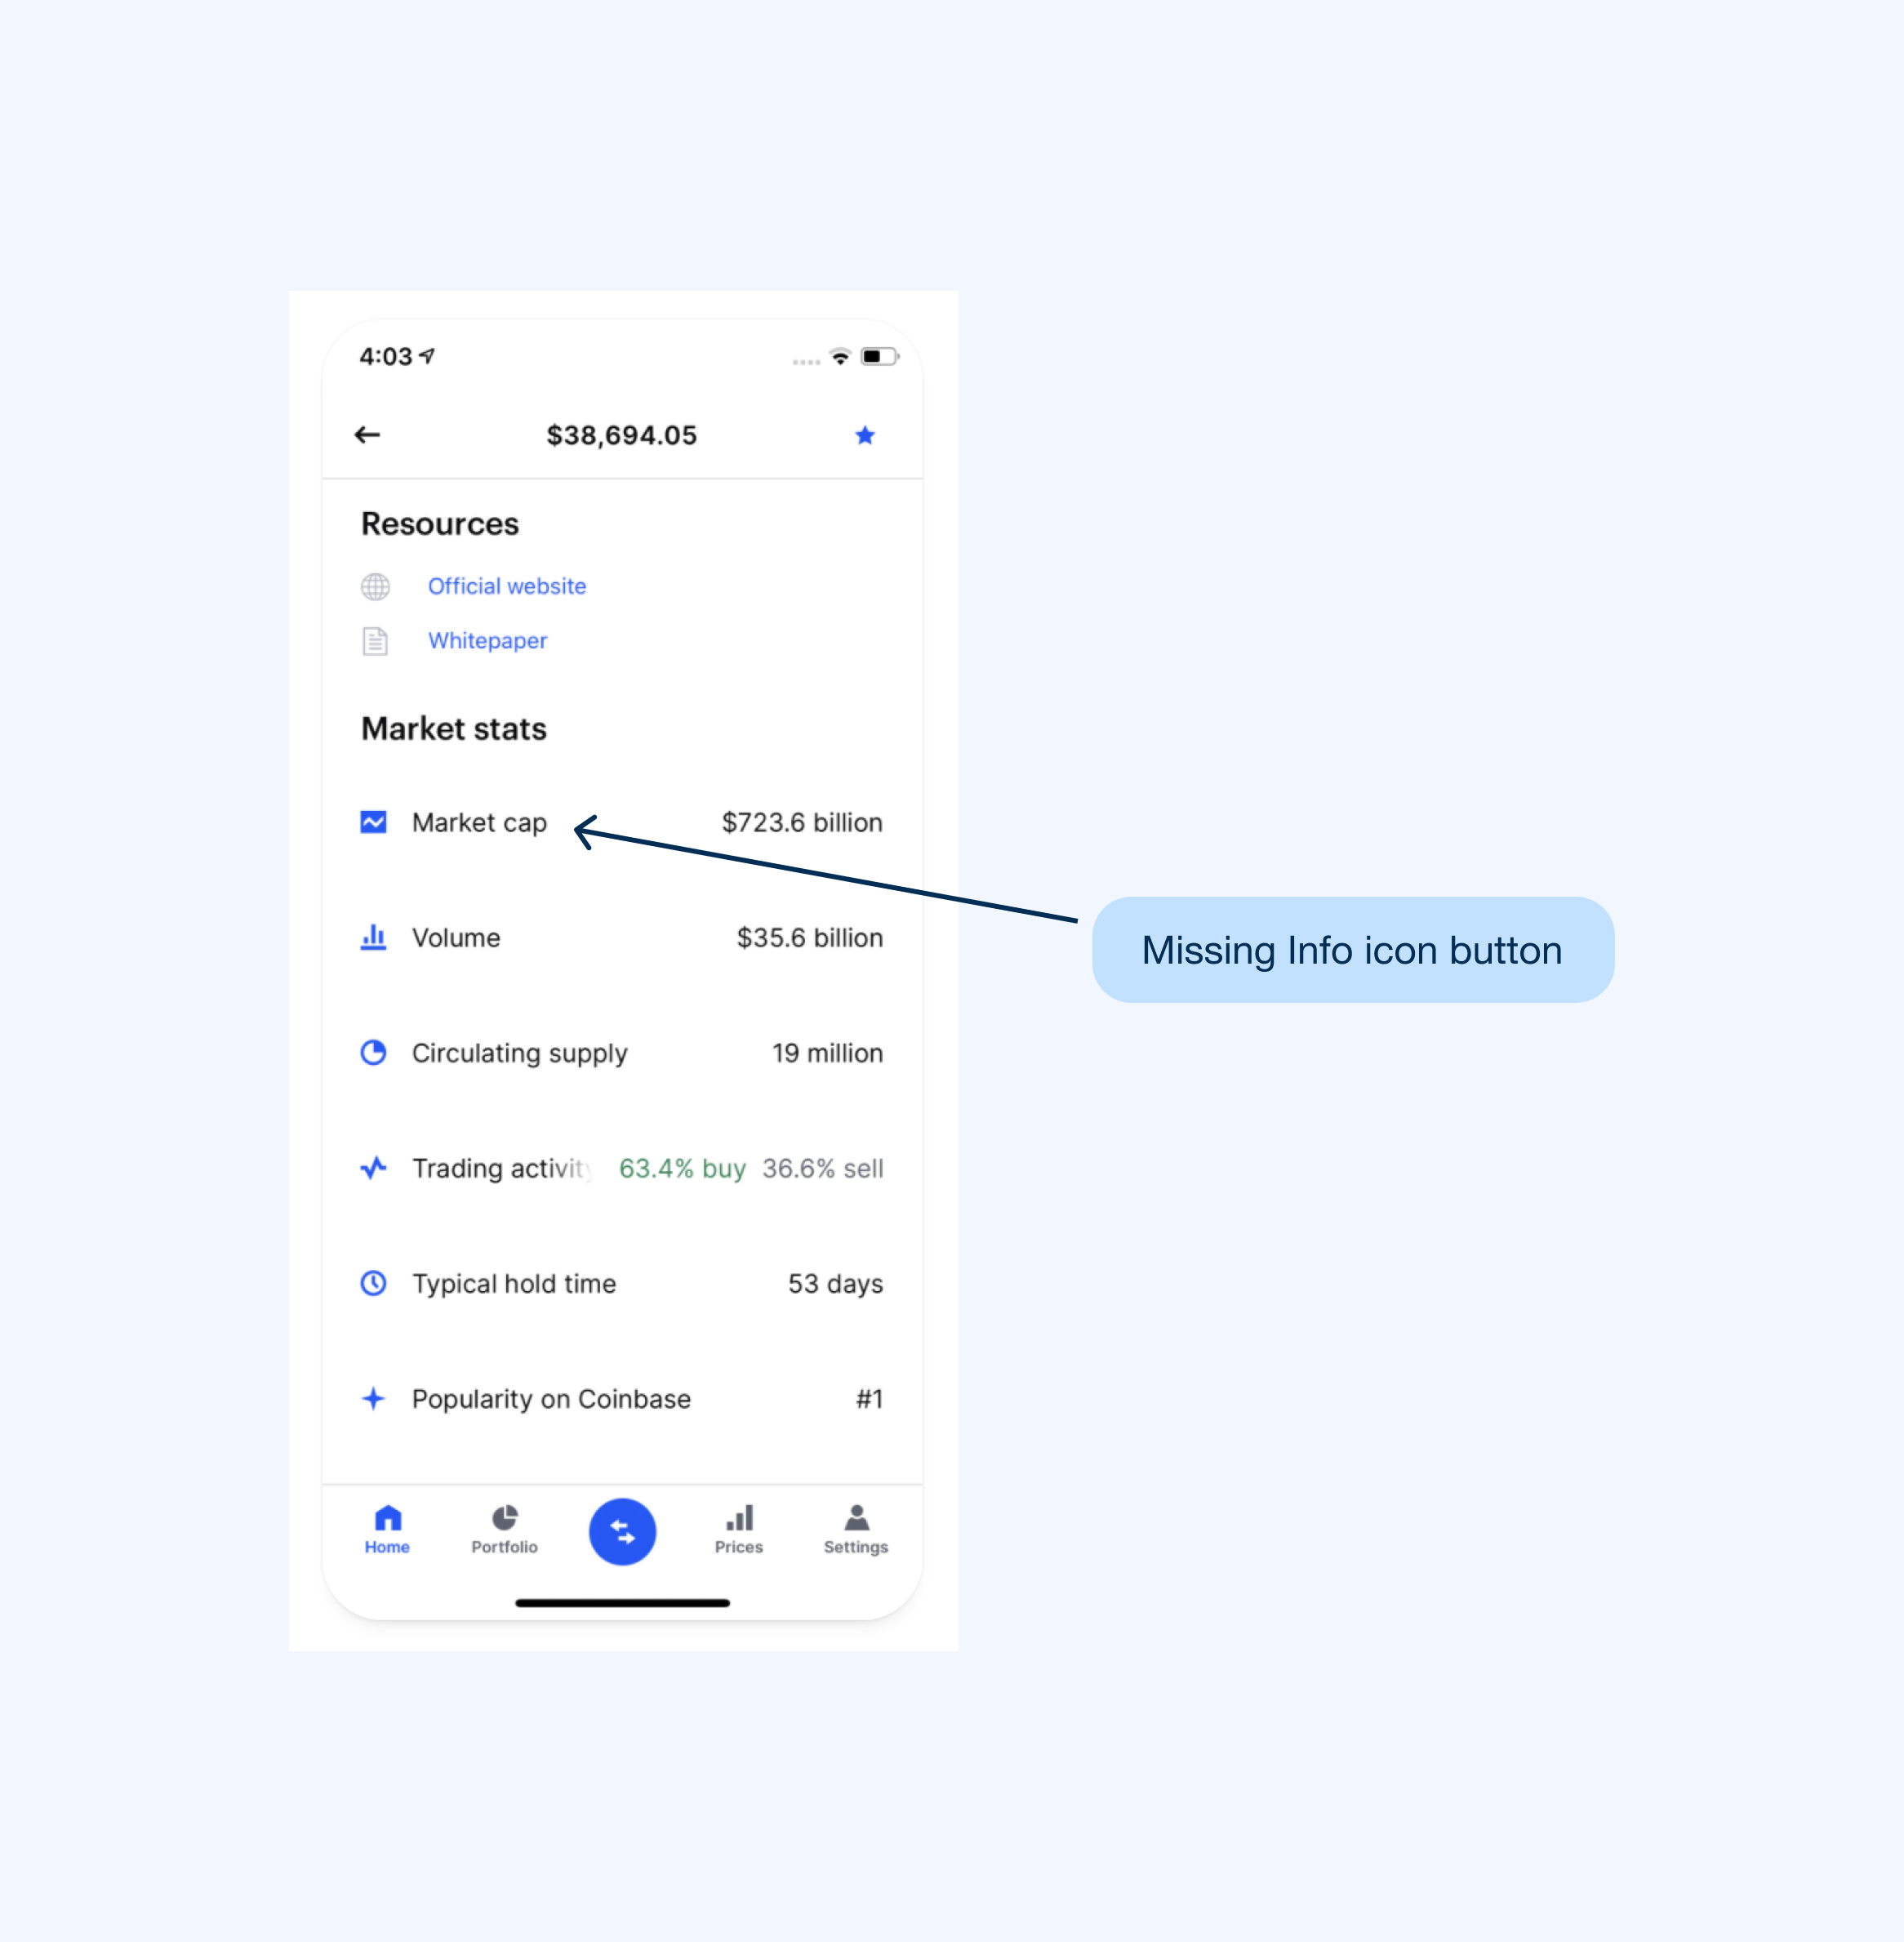 4:03
$38,694.05
Resources
Official website
Whitepaper
Market stats
Market cap $723.6 billion
Missing Info icon button
Volume $35.6 billion
Circulating supply 19 million
Trading activity 63.4% buy 36.6% sell
Typical hold time 53 days
Popularity on Coinbase #1
Home Portfolio Prices Settings